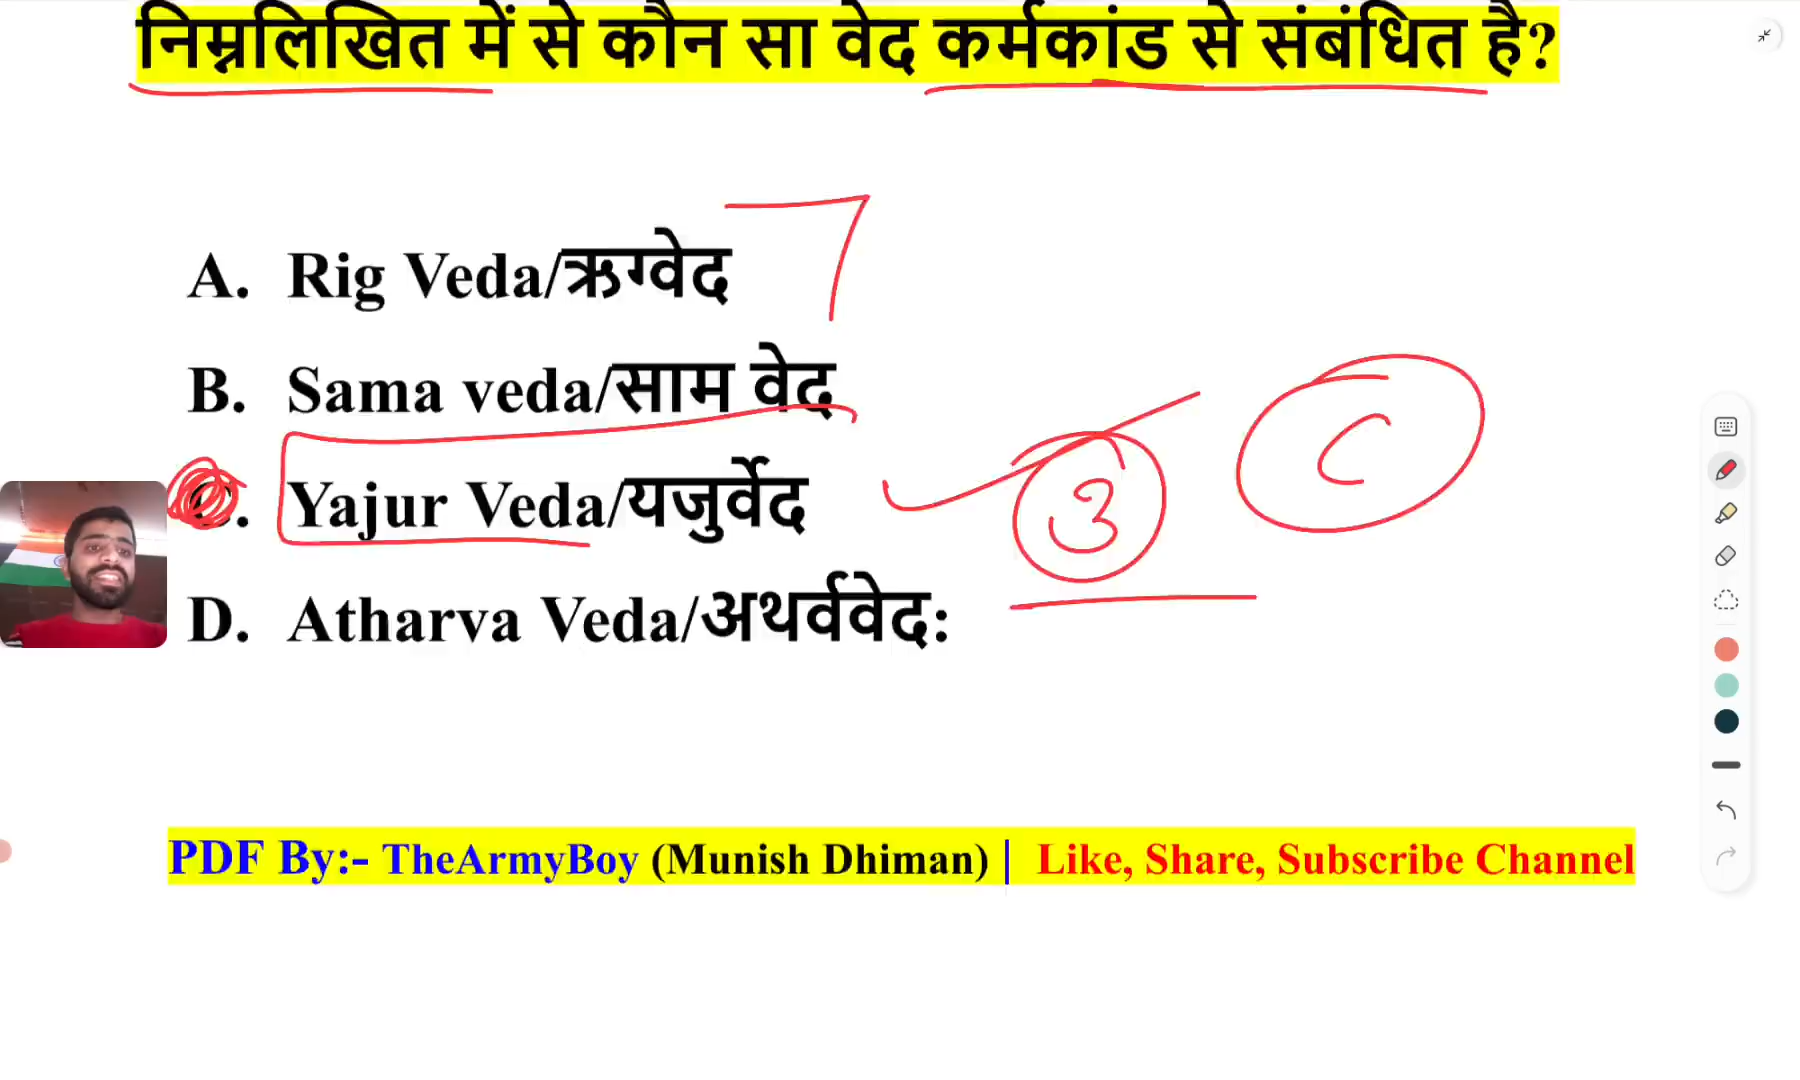 निम्नलिखित में से कौन सा वेद कर्मकांड से संबंधित है?
A. Rig Veda/ऋग्वेद
B. Sama veda/साम वेद
C. Yajur Veda/यजुर्वेद
3
C
D. Atharva Veda/अथर्ववेद:
PDF By:- TheArmyBoy (Munish Dhiman) | Like, Share, Subscribe Channel